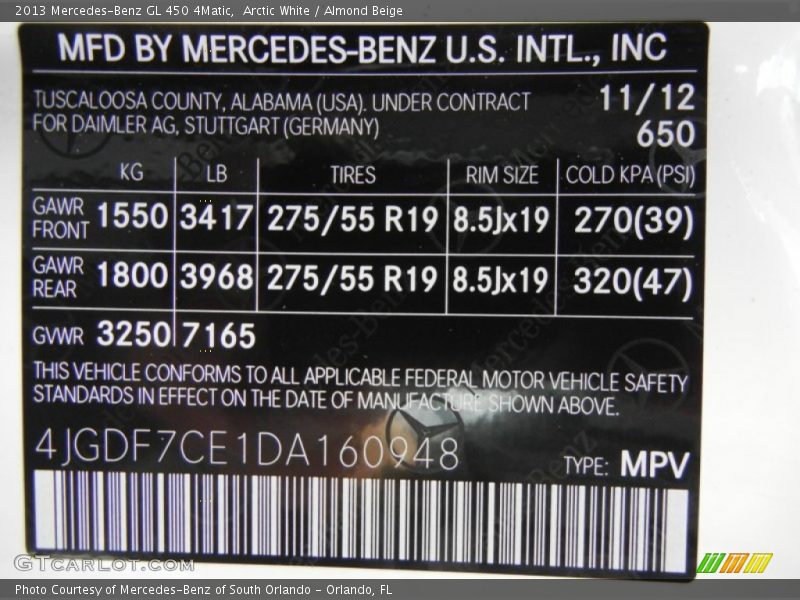 2013 Mercedes-Benz GL 450 4Matic, Arctic White / Almond Beige
MFD BY MERCEDES-BENZ U.S. INTL., INC
TUSCALOOSA COUNTY, ALABAMA (USA). UNDER CONTRACT 11/12
FOR DAIMLER AG, STUTTGART (GERMANY) 650
KG LB TIRES RIM SIZE COLD KPA (PSI)
GAWR FRONT 1550 3417 275/55 R19 8.5Jx19 270(39)
GAWR REAR 1800 3968 275/55 R19 8.5Jx19 320(47)
GVWR 3250 7165
THIS VEHICLE CONFORMS TO ALL APPLICABLE FEDERAL MOTOR VEHICLE SAFETY
STANDARDS IN EFFECT ON THE DATE OF MANUFACTURE SHOWN ABOVE.
4JGDF7CE1DA160948 TYPE: MPV
GTCARLOT.COM
Photo Courtesy of Mercedes-Benz of South Orlando - Orlando, FL